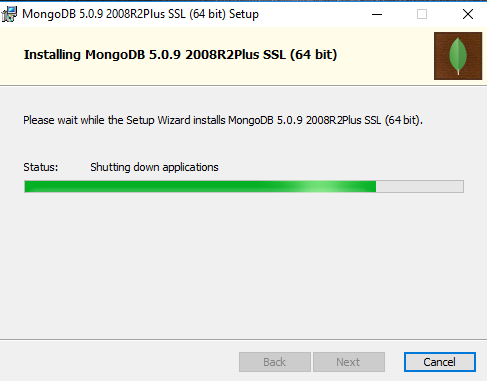 MongoDB 5.0.9 2008R2Plus SSL (64 bit) Setup
Installing MongoDB 5.0.9 2008R2Plus SSL (64 bit)
Please wait while the Setup Wizard installs MongoDB 5.0.9 2008R2Plus SSL (64 bit).
Status: Shutting down applications
Back Next Cancel